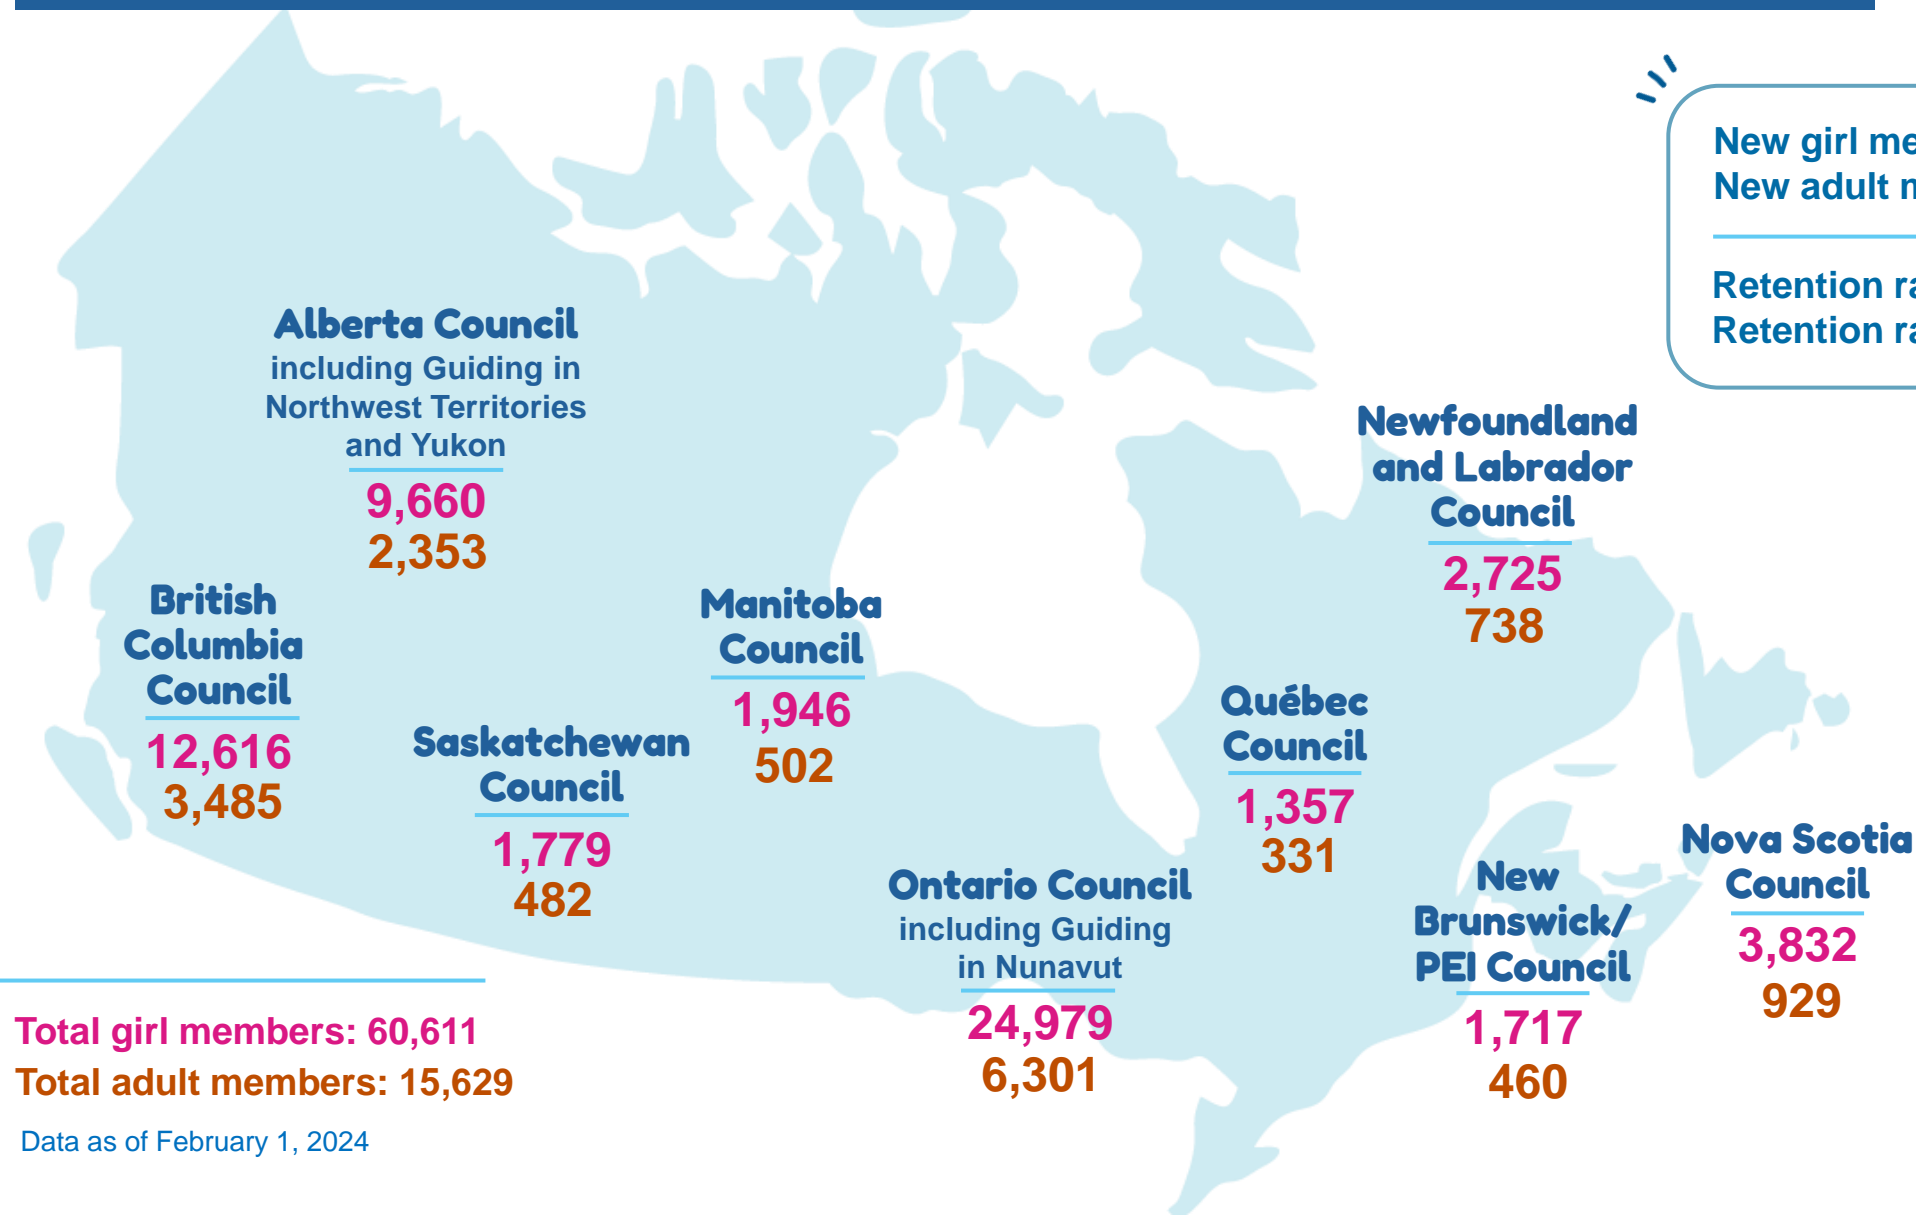 New girl me
New adult m
Retention ra
Retention ra
Alberta Council
including Guiding in
Northwest Territories
and Yukon
9,660
2,353
Newfoundland
and Labrador
Council
2,725
738
British
Columbia
Council
12,616
3,485
Manitoba
Council
1,946
502
Saskatchewan
Council
1,779
482
Québec
Council
1,357
331
Ontario Council
including Guiding
in Nunavut
24,979
6,301
New
Brunswick/
PEI Council
1,717
460
Nova Scotia
Council
3,832
929
Total girl members: 60,611
Total adult members: 15,629
Data as of February 1, 2024